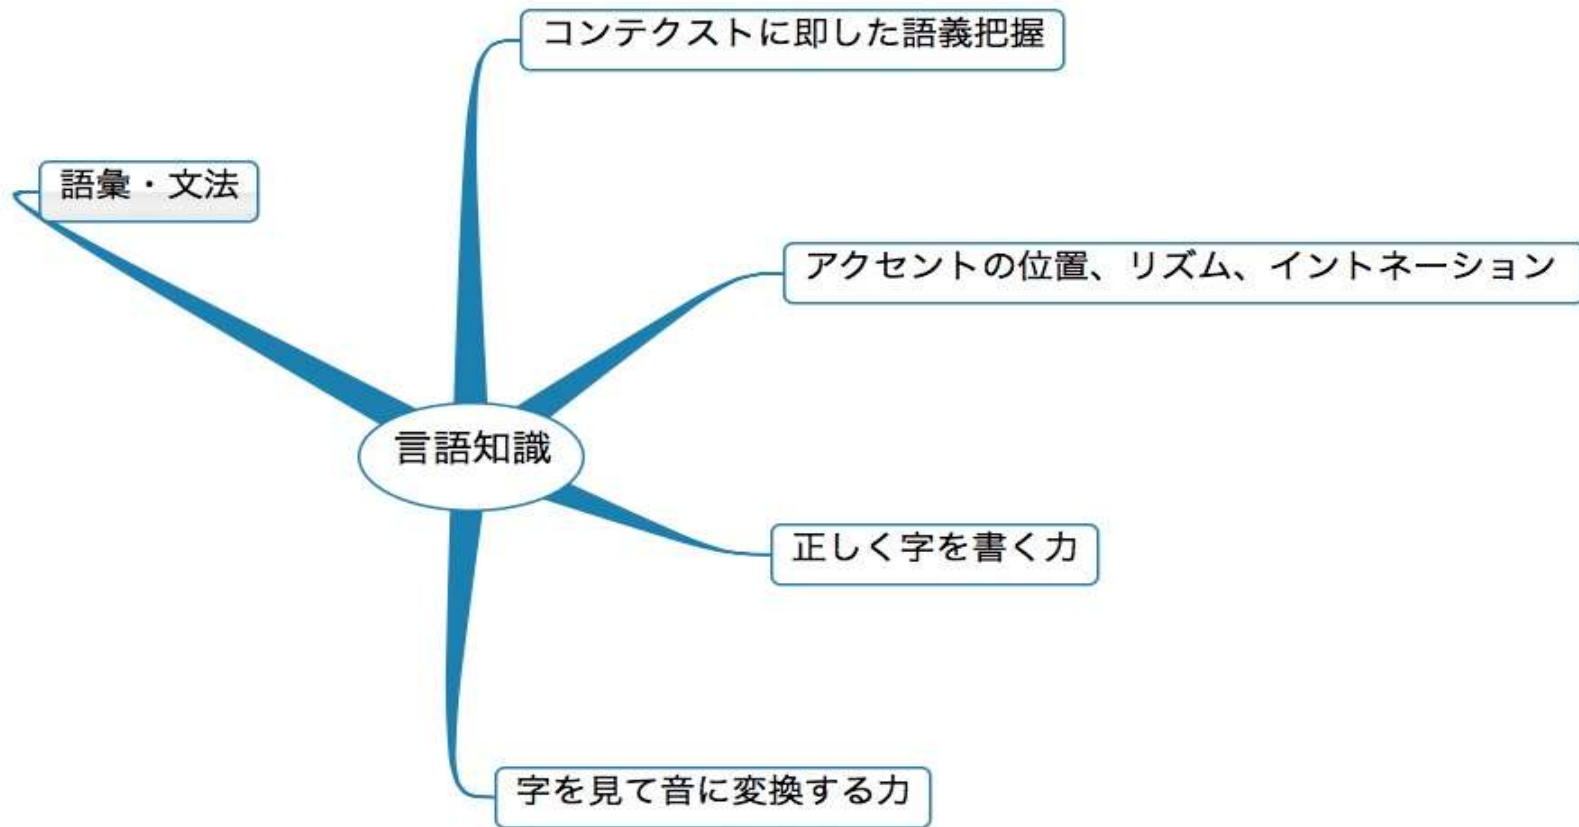 コンテクストに即した語義把握
語彙・文法
アクセントの位置、リズム、イントネーション
言語知識
正しく字を書く力
字を見て音に変換する力